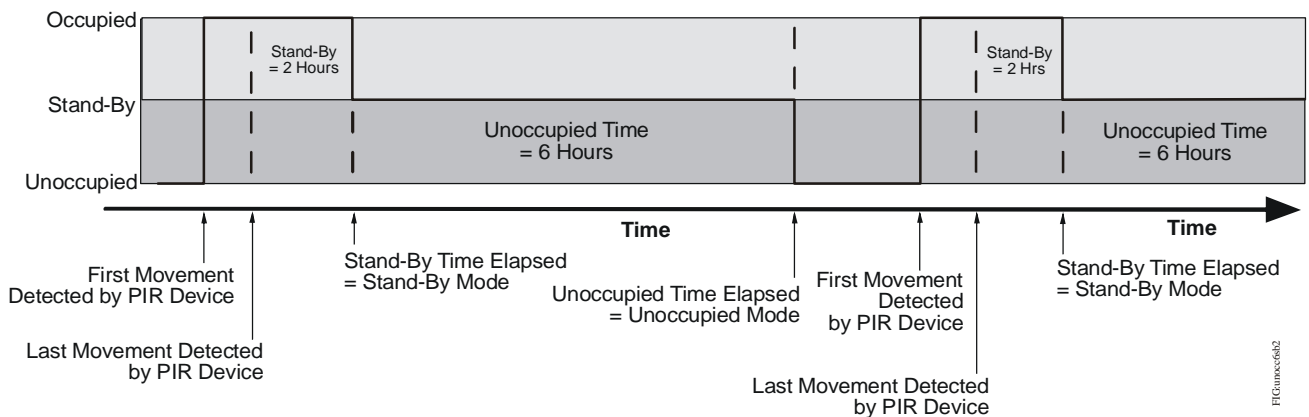 Occupied
Stand-By
= 2 Hours
Stand-By
= 2 Hrs
Stand-By
Unoccupied Time
= 6 Hours
Unoccupied Time
= 6 Hours
Unoccupied
Time
Time
First Movement
Detected by PIR Device
Stand-By Time Elapsed
= Stand-By Mode
Unoccupied Time Elapsed
= Unoccupied Mode
First Movement
Detected
by PIR Device
Stand-By Time Elapsed
= Stand-By Mode
Last Movement Detected
by PIR Device
Last Movement Detected
by PIR Device
FIG:unocc6sb2